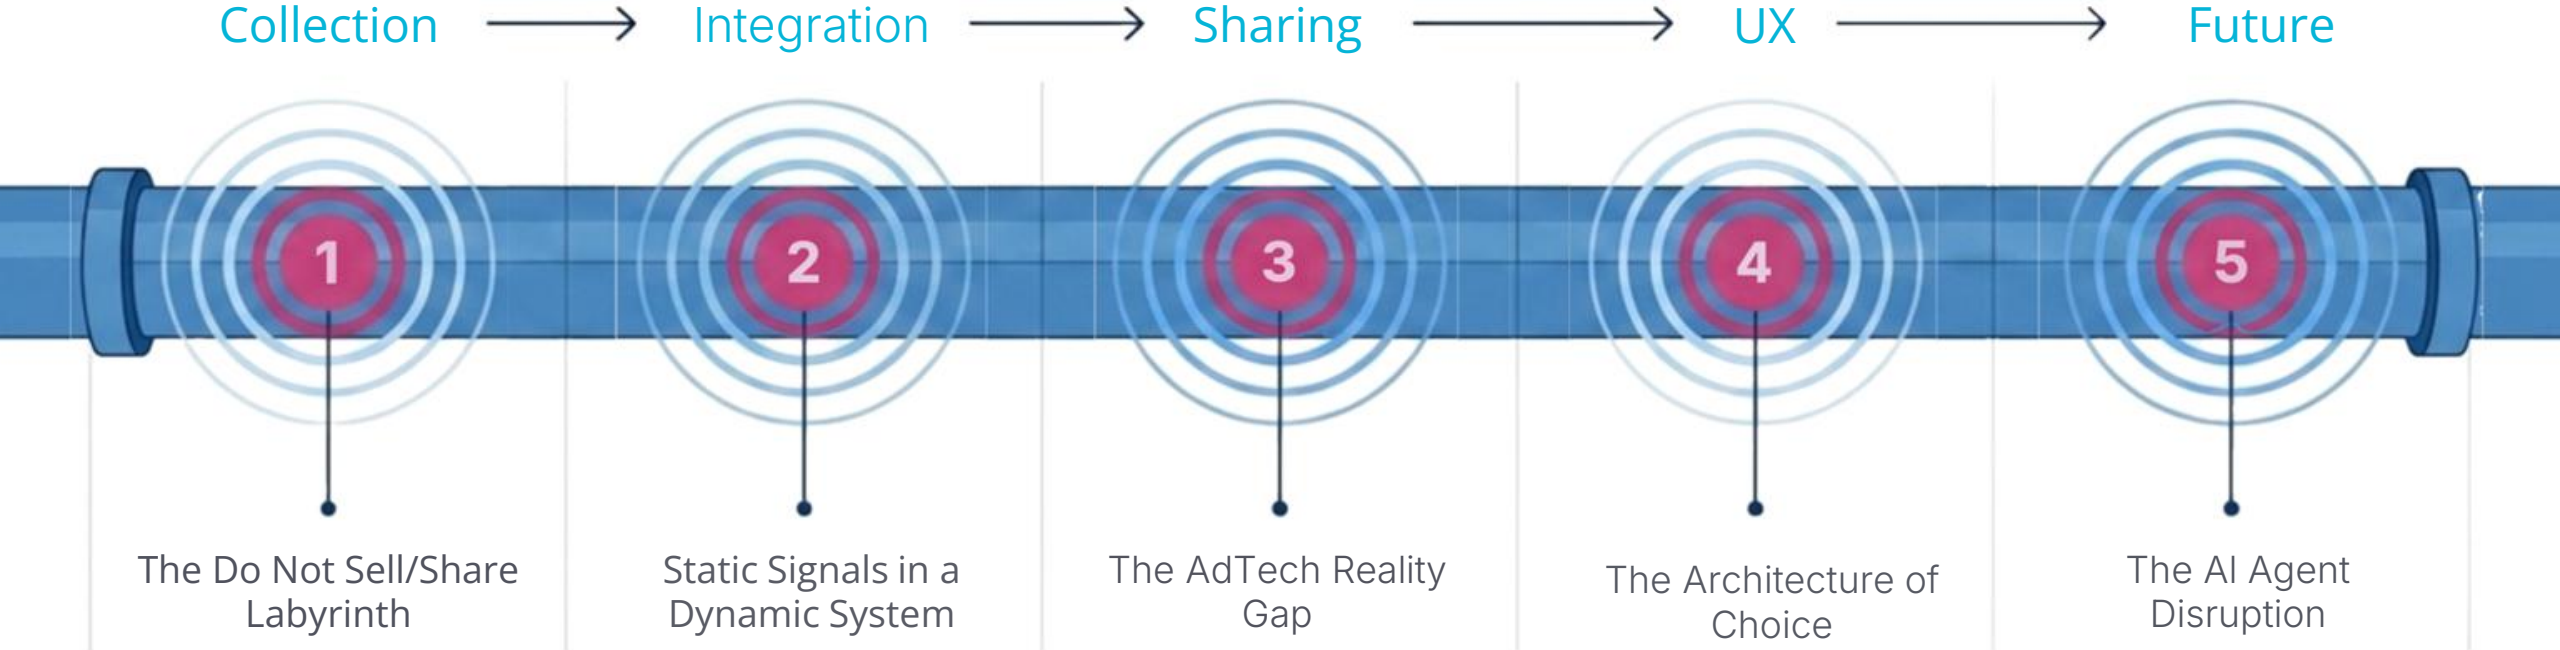 Collection
Integration
Sharing
UX
Future
1
2
3
4
5
The Do Not Sell/Share
Labyrinth
Static Signals in a
Dynamic System
The AdTech Reality
Gap
The Architecture of
Choice
The AI Agent
Disruption